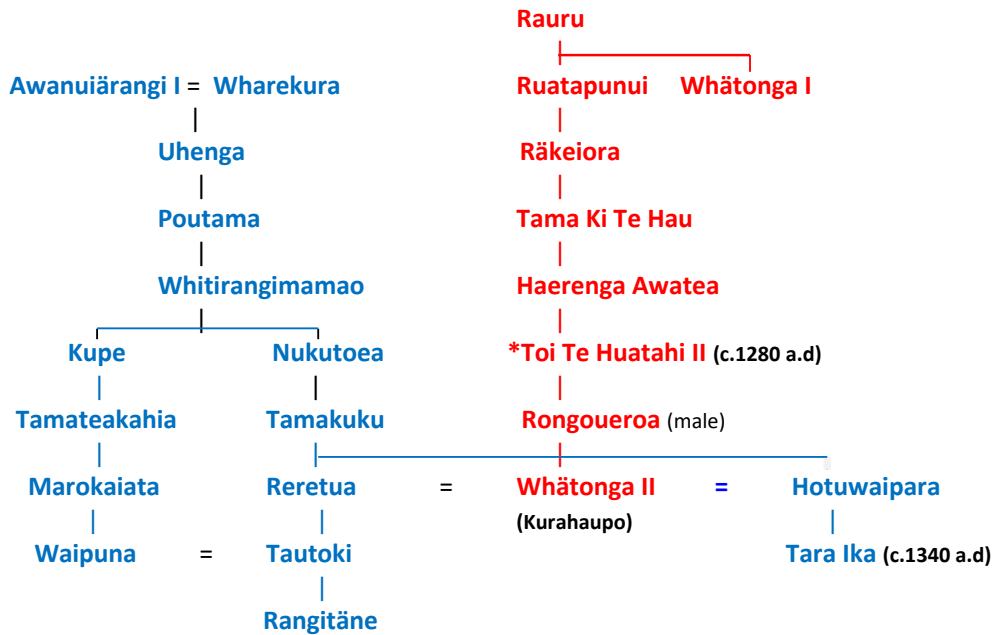 Rauru
Awanuiärangi I = Wharekura Ruatapunui Whätonga I
Uhenga Räkeiora
Poutama Tama Ki Te Hau
Whitirangimamao Haerenga Awatea
Kupe Nukutoea *Toi Te Huatahi II (c.1280 a.d)
Tamateakahia Tamakuku Rongoueroa (male)
Marokaiata Reretua = Whätonga II = Hotuwaipara
(Kurahaupo)
Waipuna = Tautoki Tara Ika (c.1340 a.d)
Rangitäne